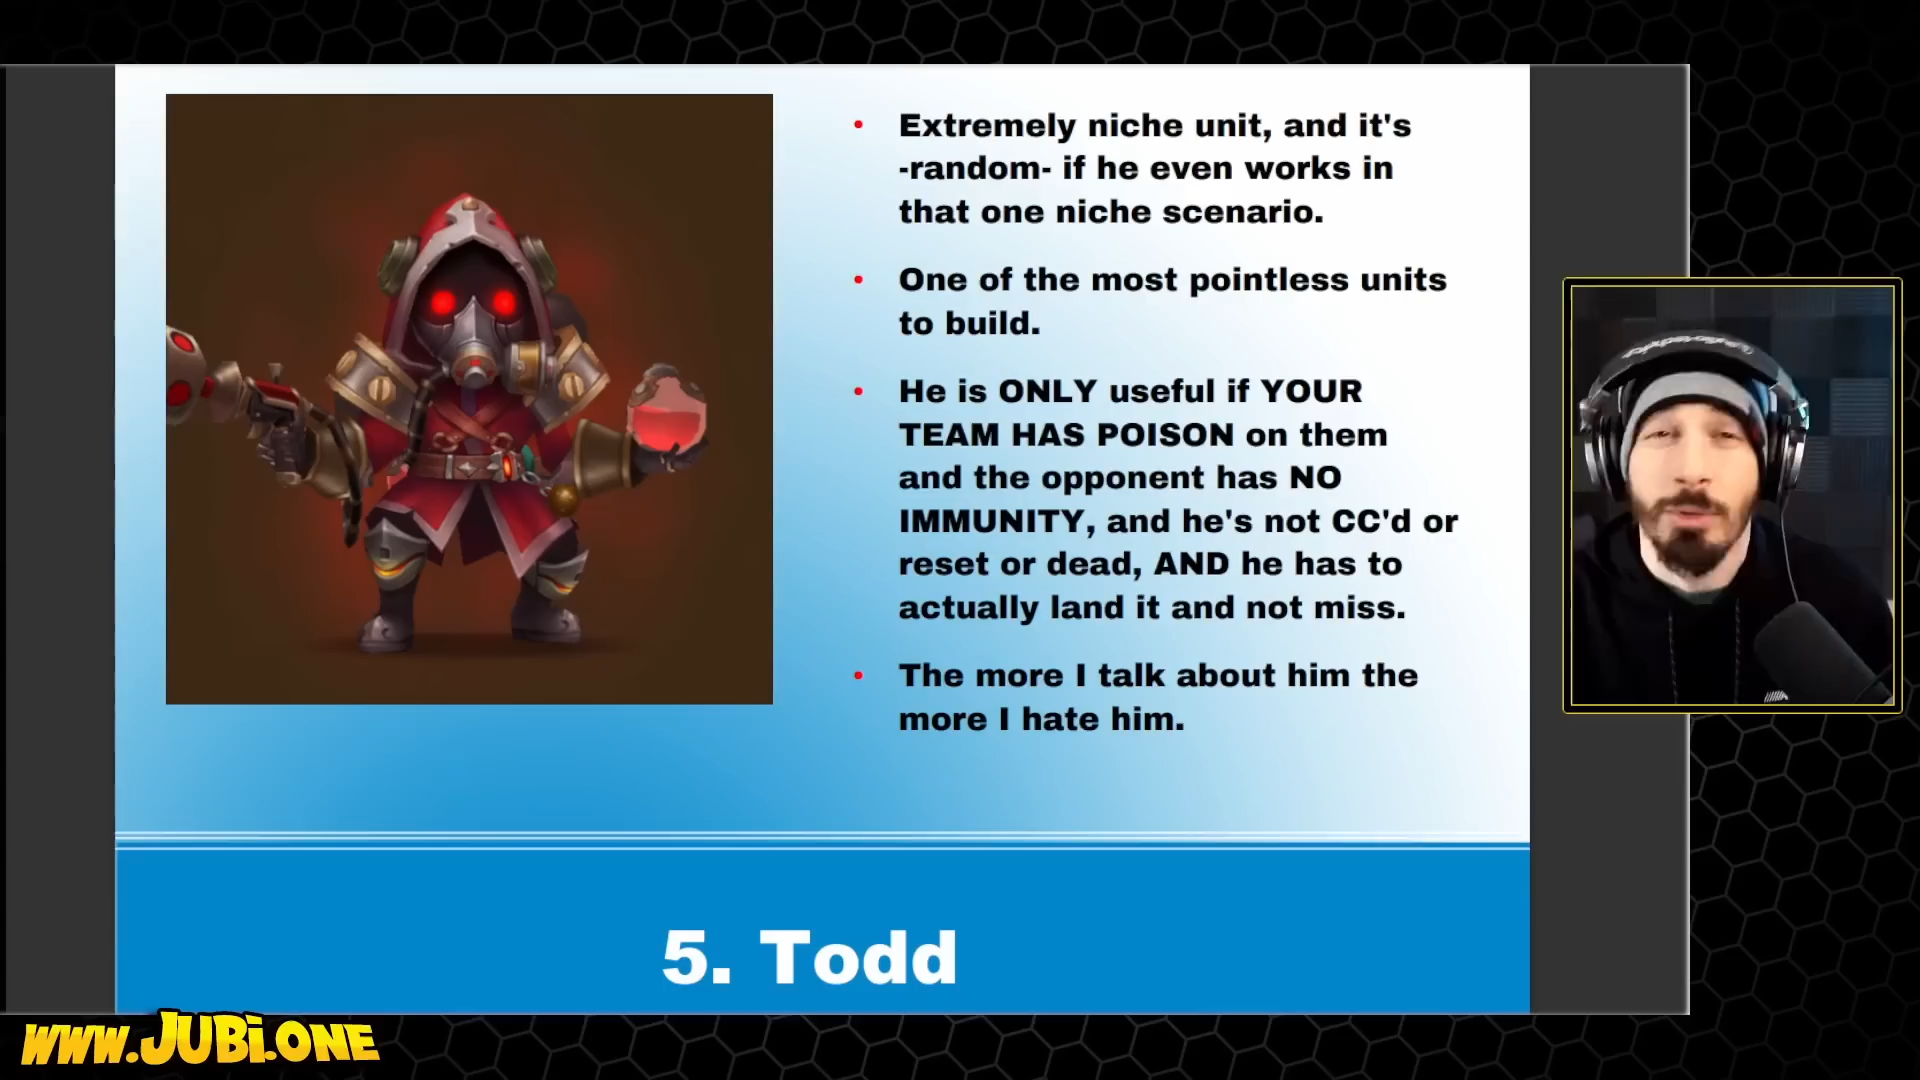 Extremely niche unit, and it's
-random- if he even works in
that one niche scenario.
One of the most pointless units
to build.
He is ONLY useful if YOUR
TEAM HAS POISON on them
and the opponent has NO
IMMUNITY, and he's not CC'd or
reset or dead, AND he has to
actually land it and not miss.
The more I talk about him the
more I hate him.
5. Todd
WWW.JUBi.ONE